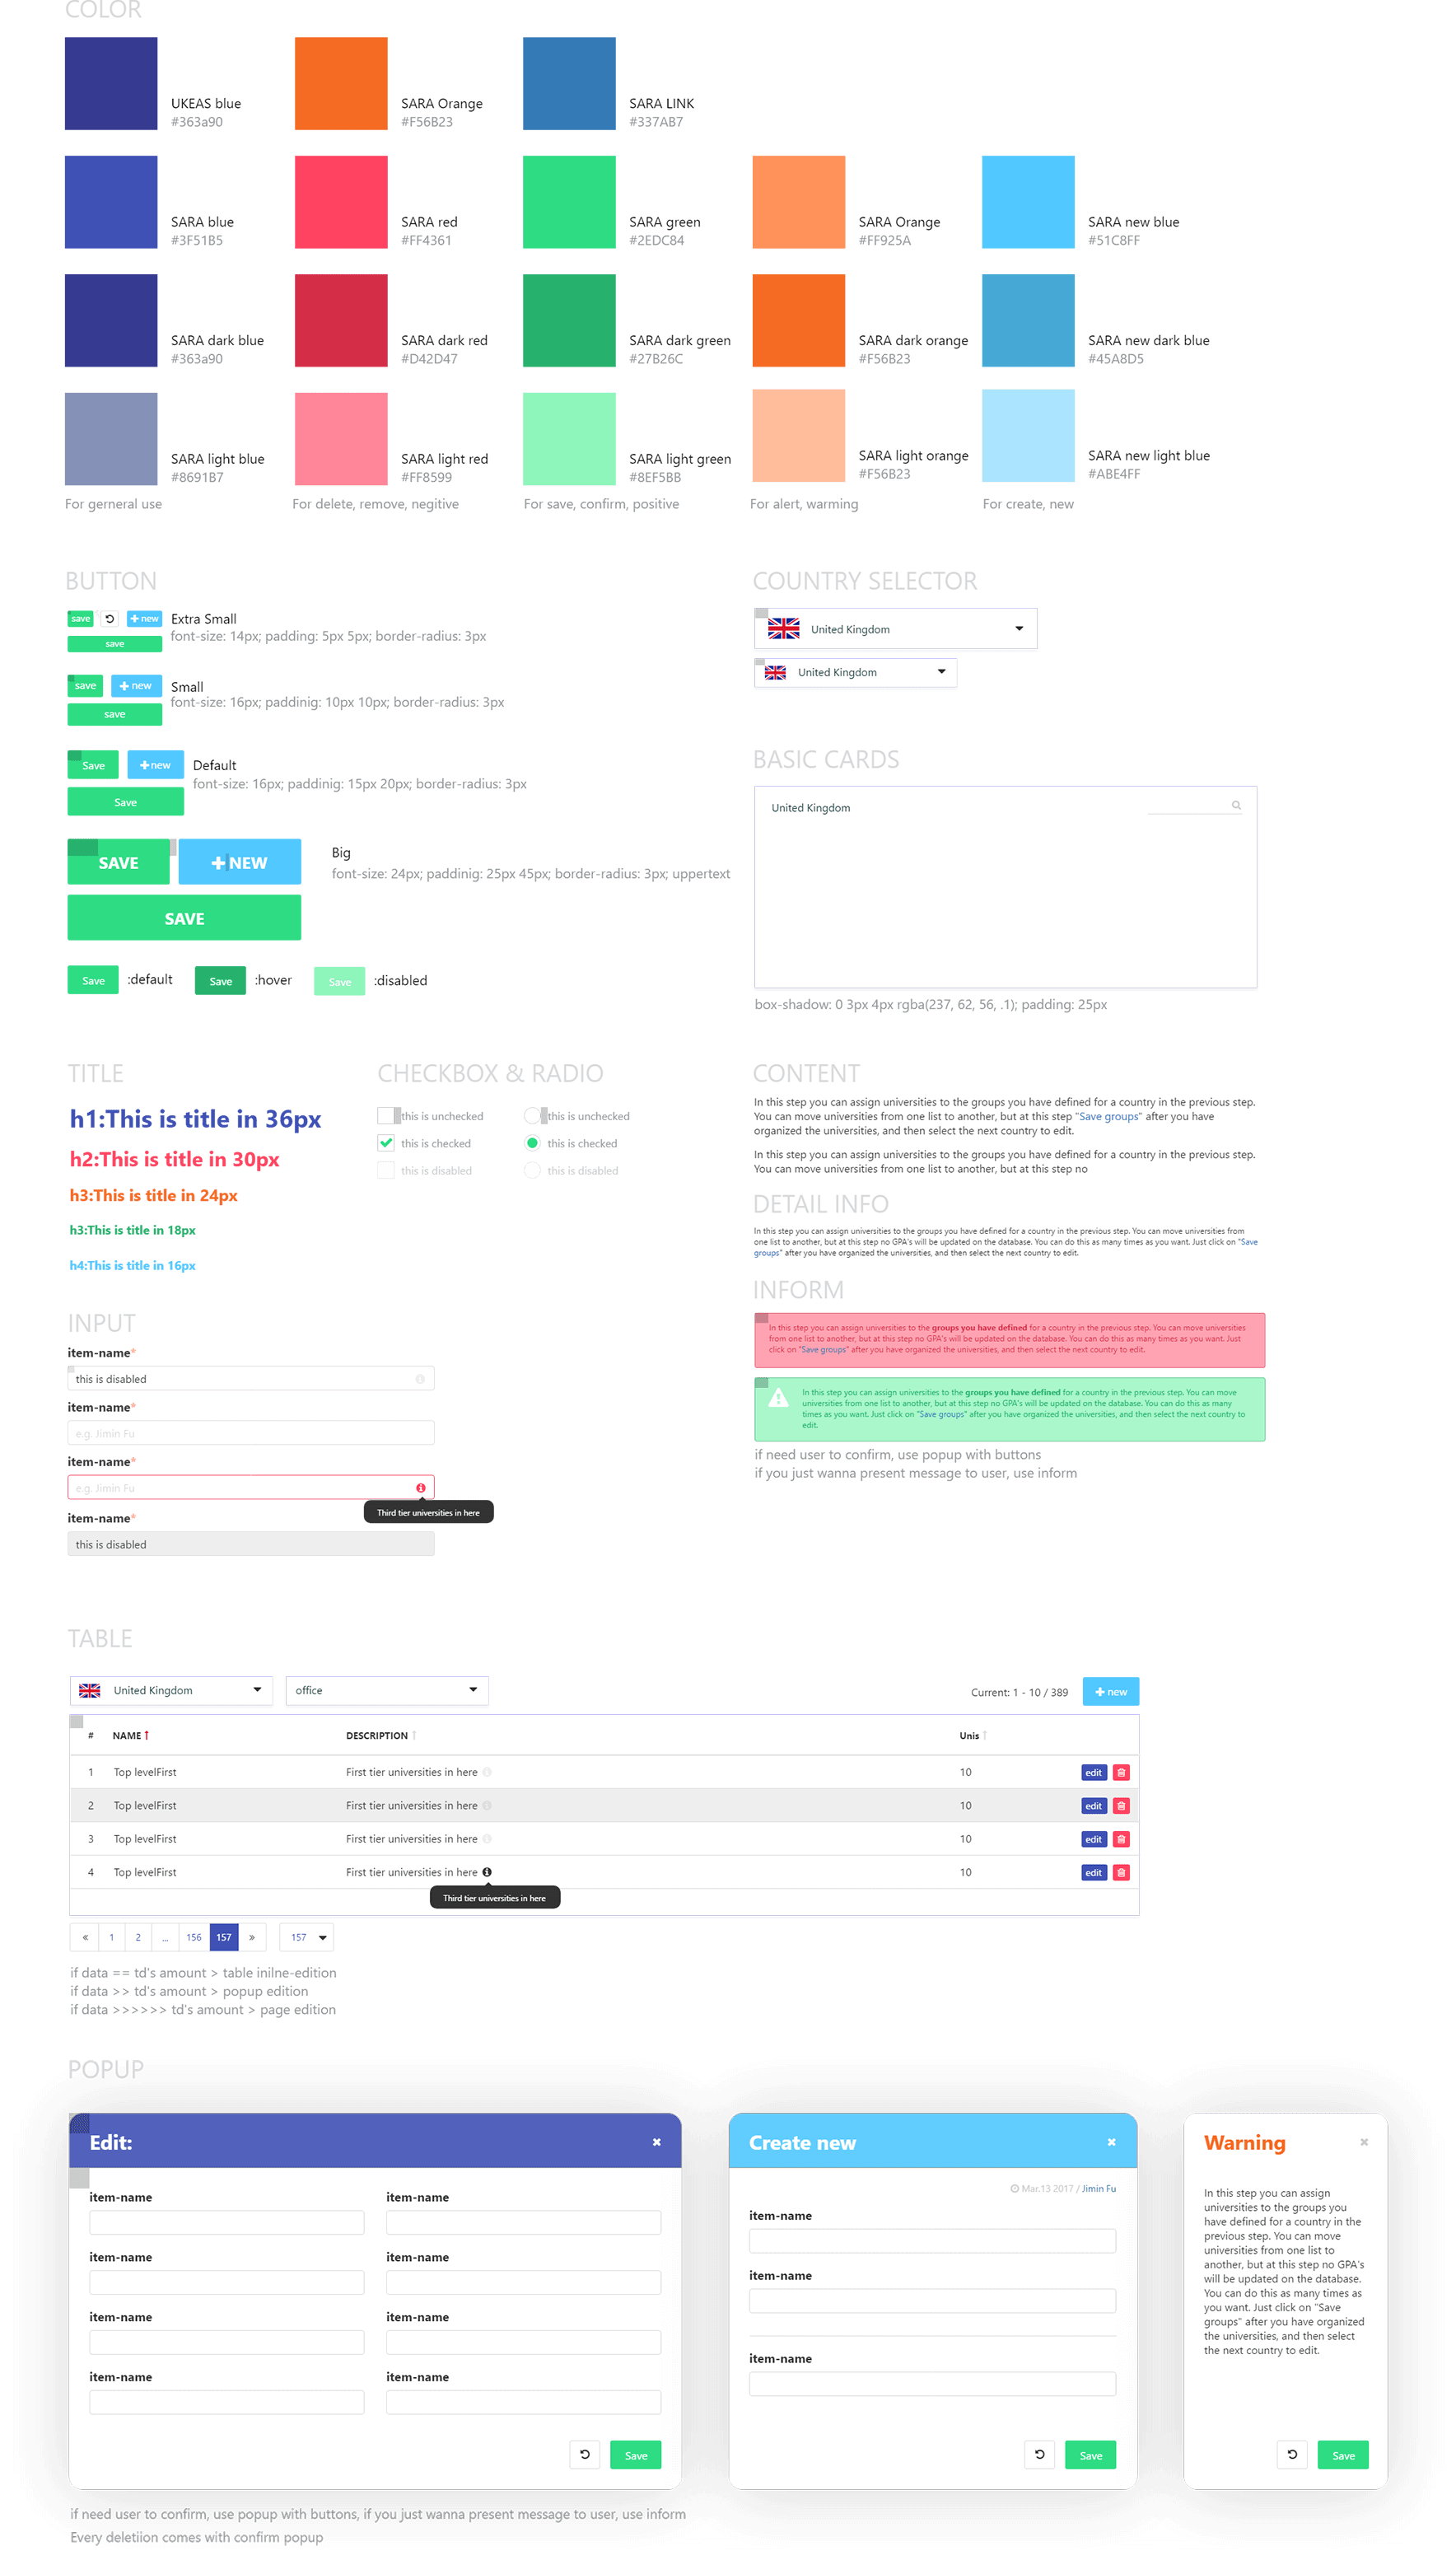 COLOR
UKEAS blue
#363a90
SARA Orange
#F56B23
SARA LINK
#337AB7
SARA blue
#3F51B5
SARA red
#FF4361
SARA green
#2EDC84
SARA Orange
#FF925A
SARA new blue
#51C8FF
SARA dark blue
#363a90
SARA dark red
#D42D47
SARA dark green
#27B26C
SARA dark orange
#F56B23
SARA new dark blue
#45A8D5
SARA light blue
#8691B7
SARA light red
#FF8599
SARA light green
#8EF5BB
SARA light orange
#F56B23
SARA new light blue
#ABE4FF
For gerneral use
For delete, remove, negitive
For save, confirm, positive
For alert, warming
For create, new
BUTTON
save
new
Extra Small
font-size: 14px; padding: 5px 5px; border-radius: 3px
save
save
new
Small
font-size: 16px; paddinig: 10px 10px; border-radius: 3px
save
Save
new
Default
font-size: 16px; paddinig: 15px 20px; border-radius: 3px
Save
SAVE
NEW
Big
font-size: 24px; paddinig: 25px 45px; border-radius: 3px; uppertext
SAVE
Save
:default
Save
:hover
Save
:disabled
COUNTRY SELECTOR
United Kingdom
United Kingdom
BASIC CARDS
United Kingdom
box-shadow: 0 3px 4px rgba(237, 62, 56, .1); padding: 25px
TITLE
h1:This is title in 36px
h2:This is title in 30px
h3:This is title in 24px
h3:This is title in 18px
h4:This is title in 16px
CHECKBOX & RADIO
this is unchecked
this is unchecked
this is checked
this is checked
this is disabled
this is disabled
CONTENT
In this step you can assign universities to the groups you have defined for a country in the previous step.
You can move universities from one list to another, but at this step "Save groups" after you have
organized the universities, and then select the next country to edit.
In this step you can assign universities to the groups you have defined for a country in the previous step.
You can move universities from one list to another, but at this step no
DETAIL INFO
In this step you can assign universities to the groups you have defined for a country in the previous step. You can move universities from
one list to another, but at this step no GPA's will be updated on the database. You can do this as many times as you want. Just click on "Save
groups" after you have organized the universities, and then select the next country to edit.
INFORM
In this step you can assign universities to the groups you have defined for a country in the previous step. You can move universities
from one list to another, but at this step no GPA's will be updated on the database. You can do this as many times as you want. Just
click on "Save groups" after you have organized the universities, and then select the next country to edit.
In this step you can assign universities to the groups you have defined for a country in the previous step. You can move
universities from one list to another, but at this step no GPA's will be updated on the database. You can do this as many
times as you want. Just click on "Save groups" after you have organized the universities, and then select the next country to
edit.
if need user to confirm, use popup with buttons
if you just wanna present message to user, use inform
INPUT
item-name*
this is disabled
item-name*
e.g. Jimin Fu
item-name*
e.g. Jimin Fu
Third tier universities in here
item-name*
this is disabled
TABLE
United Kingdom
office
Current: 1 - 10 / 389
new
# NAME DESCRIPTION Unis
1 Top levelFirst First tier universities in here 10 edit
2 Top levelFirst First tier universities in here 10 edit
3 Top levelFirst First tier universities in here 10 edit
4 Top levelFirst First tier universities in here 10 edit
Third tier universities in here
« 1 2 ... 156 157 » 157
if data == td's amount > table inilne-edition
if data >> td's amount > popup edition
if data >>>>>> td's amount > page edition
POPUP
Edit:
item-name
item-name
item-name
item-name
item-name
item-name
item-name
item-name
Save
Create new
Mar.13 2017 / Jimin Fu
item-name
item-name
item-name
Save
Warning
In this step you can assign
universities to the groups you
have defined for a country in the
previous step. You can move
universities from one list to
another, but at this step no GPA's
will be updated on the database.
You can do this as many times as
you want. Just click on "Save
groups" after you have organized
the universities, and then select
the next country to edit.
Save
if need user to confirm, use popup with buttons, if you just wanna present message to user, use inform
Every deletiion comes with confirm popup